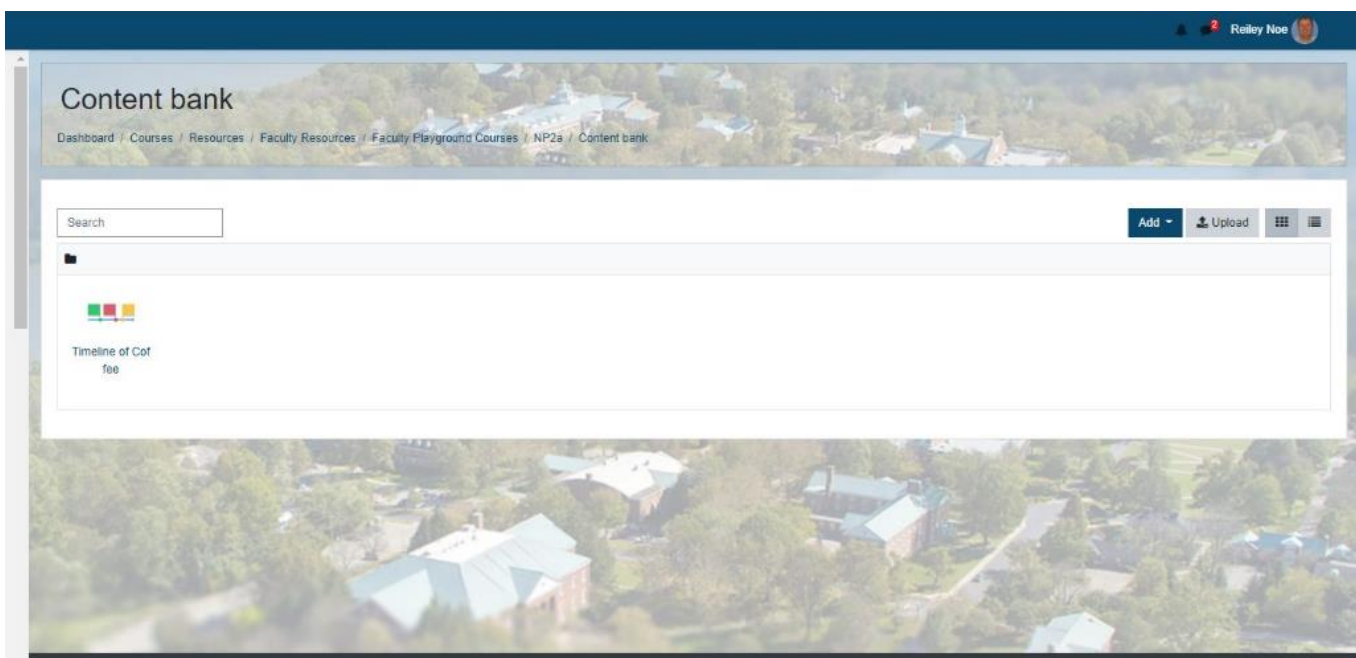 2
Reiley Noe
Content bank
Dashboard / Courses / Resources / Faculty Resources / Faculty Playground Courses / NP2a / Content bank
Search
Add
Upload
Timeline of Cof
fee